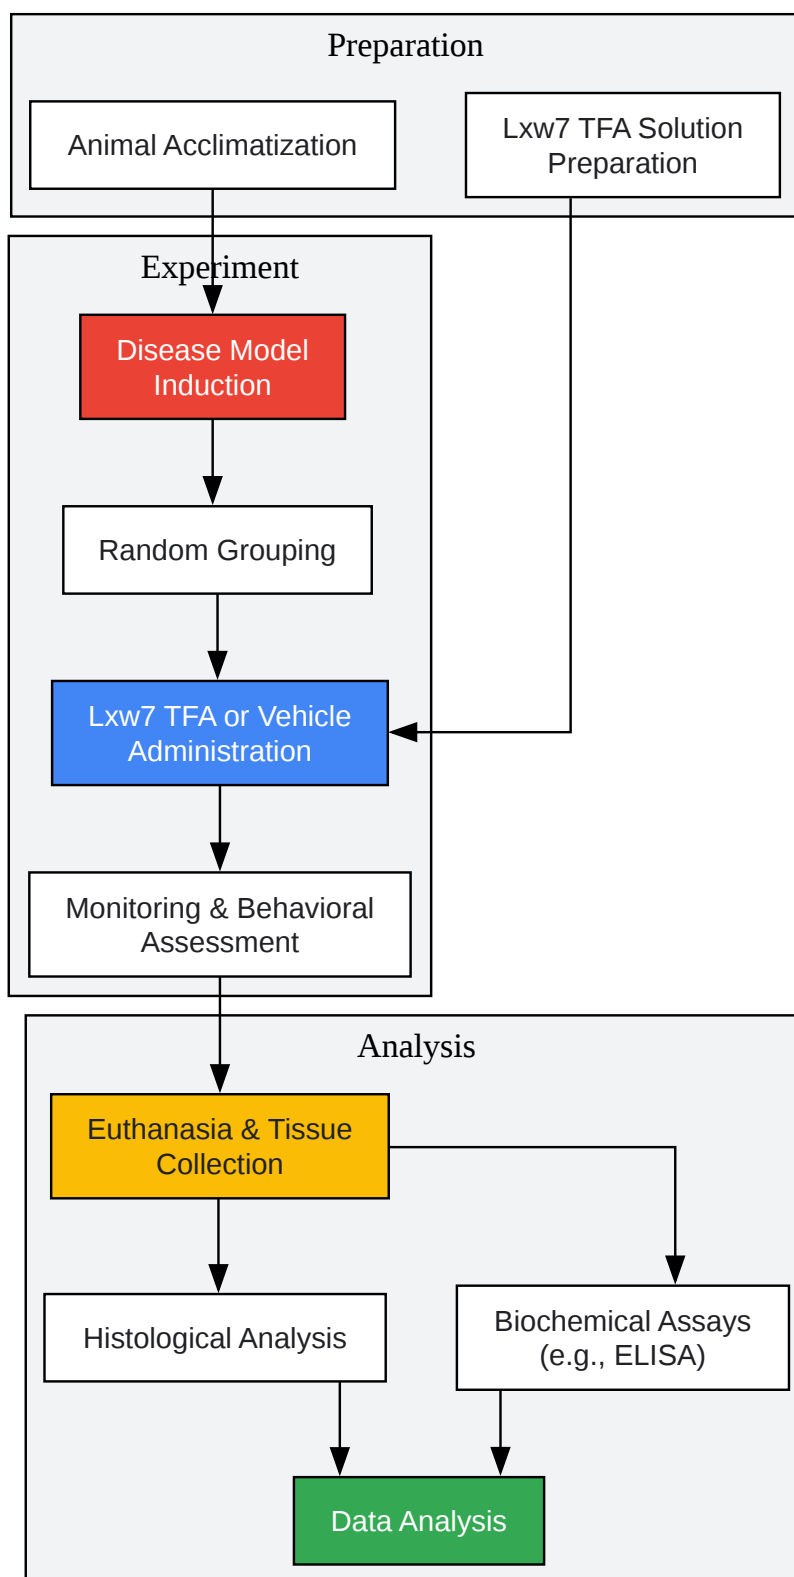 Preparation
Animal Acclimatization
Lxw7 TFA Solution
Preparation
Experiment
Disease Model
Induction
Random Grouping
Lxw7 TFA or Vehicle
Administration
Monitoring & Behavioral
Assessment
Analysis
Euthanasia & Tissue
Collection
Histological Analysis
Biochemical Assays
(e.g., ELISA)
Data Analysis